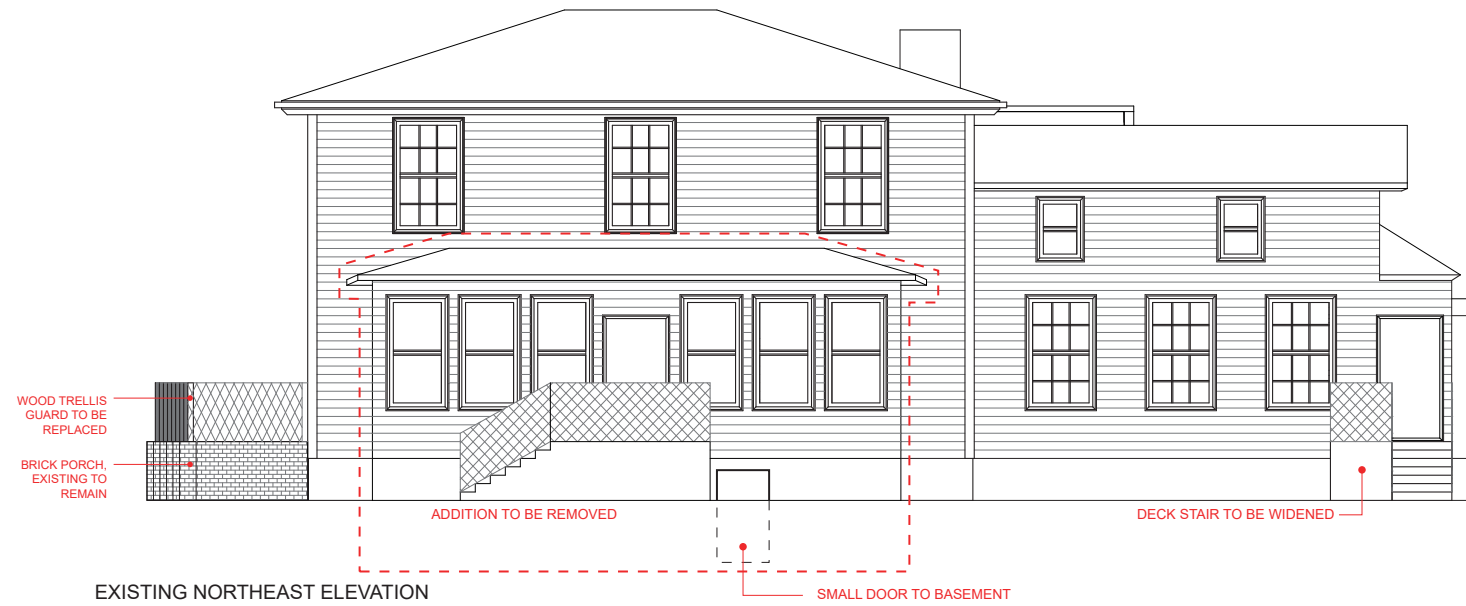 WOOD TRELLIS
GUARD TO BE
REPLACED
BRICK PORCH,
EXISTING TO
REMAIN
ADDITION TO BE REMOVED
DECK STAIR TO BE WIDENED
SMALL DOOR TO BASEMENT
EXISTING NORTHEAST ELEVATION